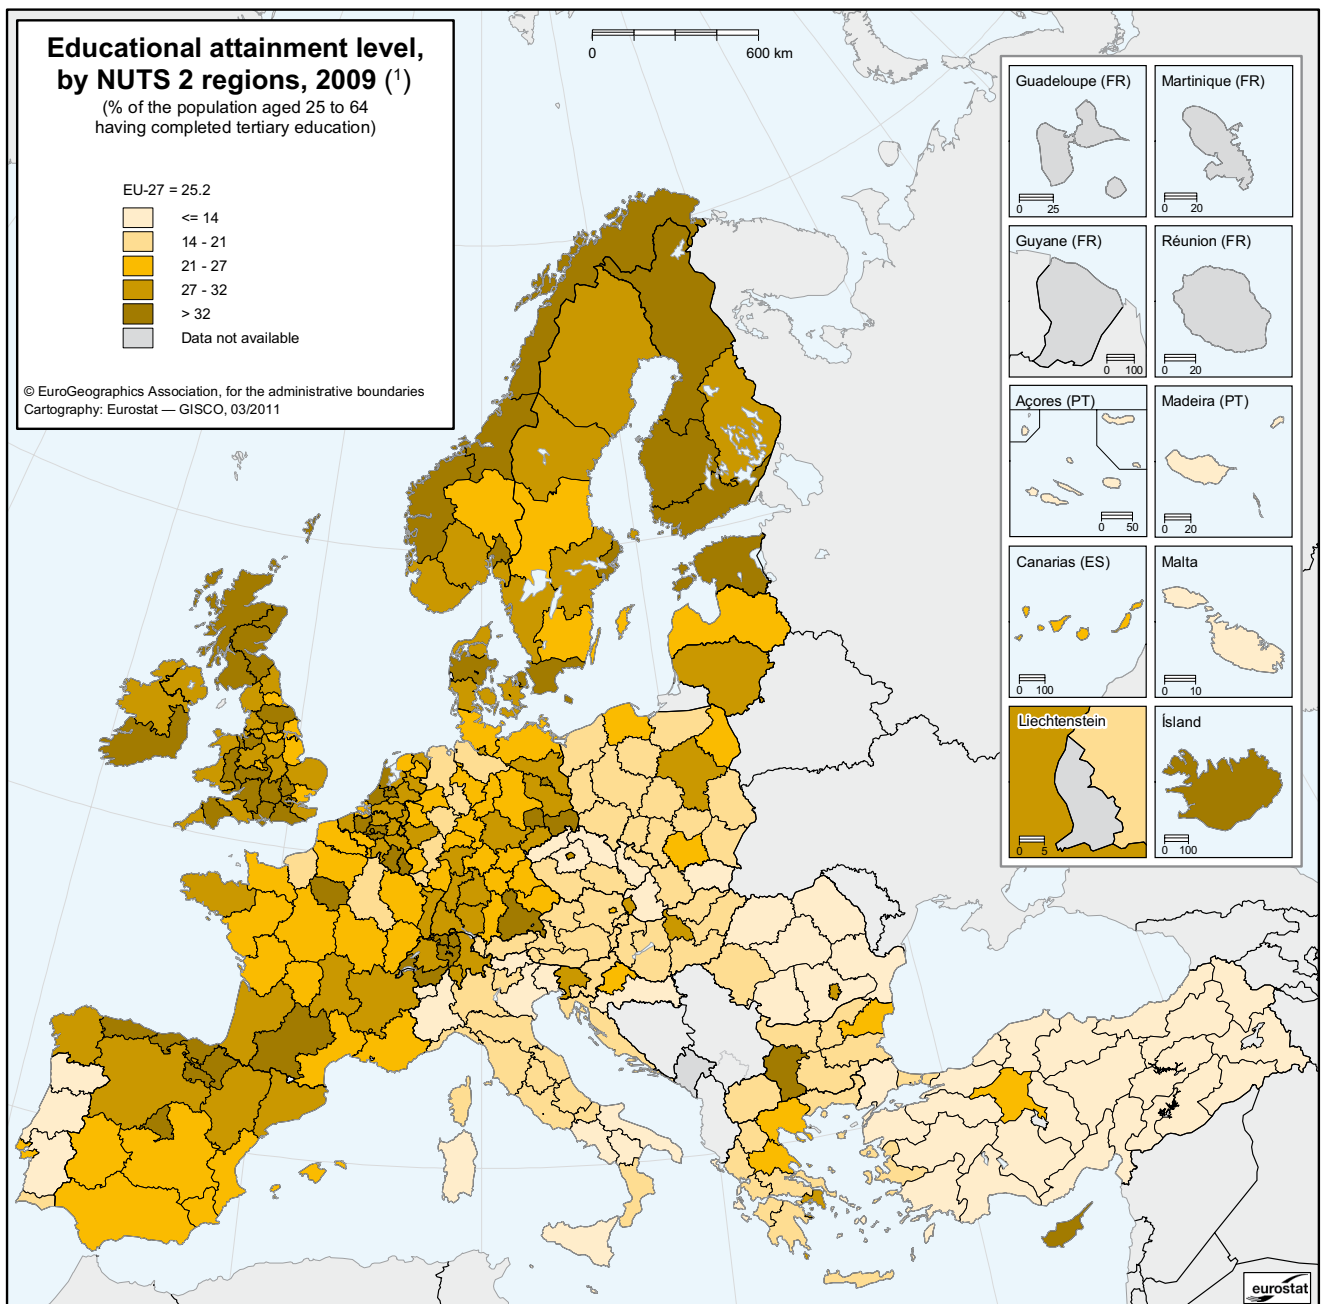 Educational attainment level,
by NUTS 2 regions, 2009 (¹)
(% of the population aged 25 to 64
having completed tertiary education)
EU-27 = 25.2
<= 14
14 - 21
21 - 27
27 - 32
> 32
Data not available
© EuroGeographics Association, for the administrative boundaries
Cartography: Eurostat — GISCO, 03/2011
0 600 km
Guadeloupe (FR)
0 25
Martinique (FR)
0 20
Guyane (FR)
0 100
Réunion (FR)
0 20
Açores (PT)
0 50
Madeira (PT)
0 20
Canarias (ES)
0 100
Malta
0 10
Liechtenstein
0 5
Ísland
0 100
eurostat